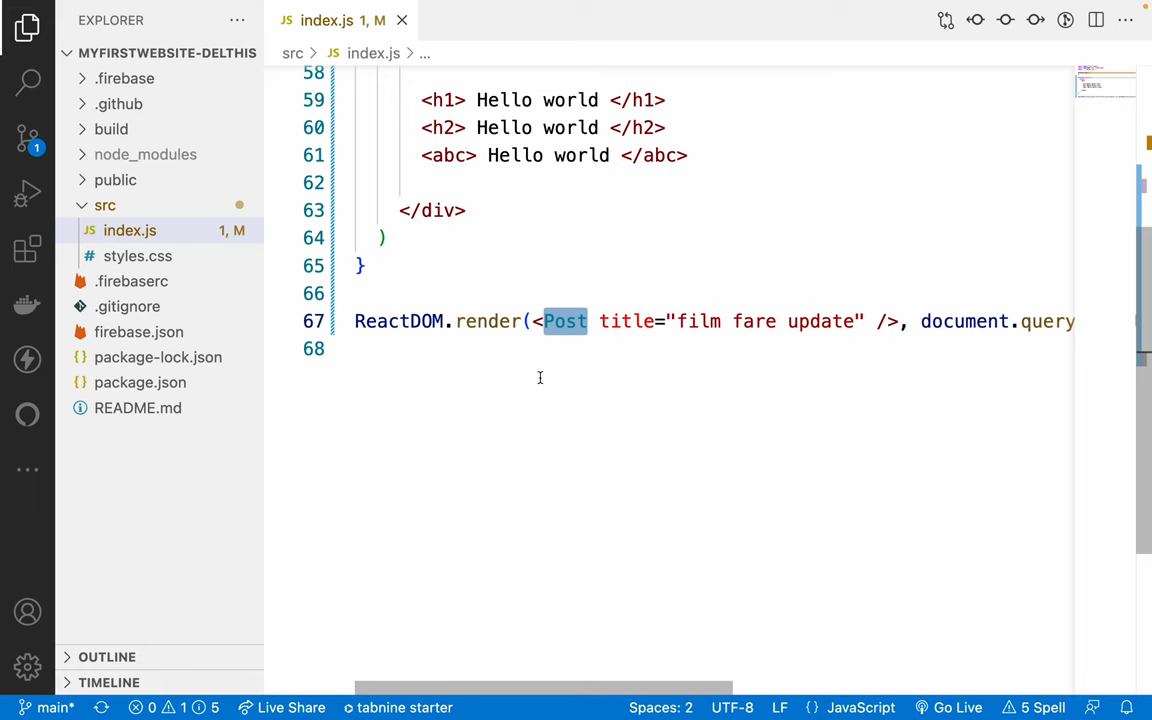 EXPLORER
index.js 1, M
MYFIRSTWEBSITE-DELTHIS
src > JS index.js > ...
.firebase
.github
build
node_modules
public
src
JS index.js 1, M
# styles.css
.firebaserc
.gitignore
firebase.json
{} package-lock.json
{} package.json
README.md
OUTLINE
TIMELINE
1
58
59 <h1> Hello world </h1>
60 <h2> Hello world </h2>
61 <abc> Hello world </abc>
62
63 </div>
64 )
65 }
66
67 ReactDOM.render(<Post title="film fare update" />, document.query
68
main* 0 1 5 Live Share tabnine starter Spaces: 2 UTF-8 LF {} JavaScript Go Live 5 Spell